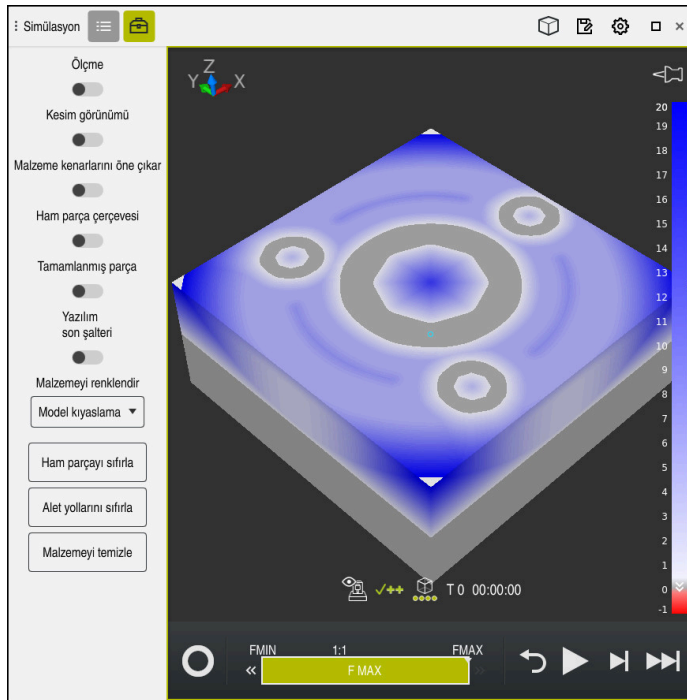 Simülasyon
Ölçme
Kesim görünümü
Malzeme kenarlarını öne çıkar
Ham parça çerçevesi
Tamamlanmış parça
Yazılım
son şalteri
Malzemeyi renklendir
Model kıyaslama
Ham parçayı sıfırla
Alet yollarını sıfırla
Malzemeyi temizle
Z
Y X
20
19
18
17
16
15
14
13
12
11
10
9
8
7
6
5
4
3
2
1
0
-1
T 0 00:00:00
FMIN 1:1 FMAX
F MAX